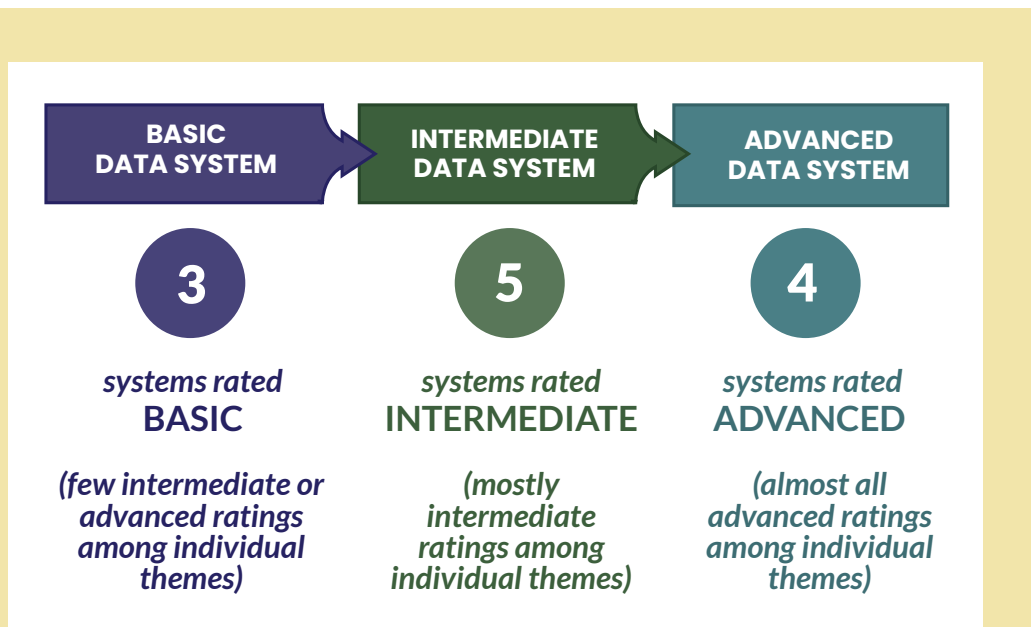 BASIC
DATA SYSTEM
INTERMEDIATE
DATA SYSTEM
ADVANCED
DATA SYSTEM
3
systems rated
BASIC
(few intermediate or
advanced ratings
among individual
themes)
5
systems rated
INTERMEDIATE
(mostly
intermediate
ratings among
individual themes)
4
systems rated
ADVANCED
(almost all
advanced ratings
among individual
themes)